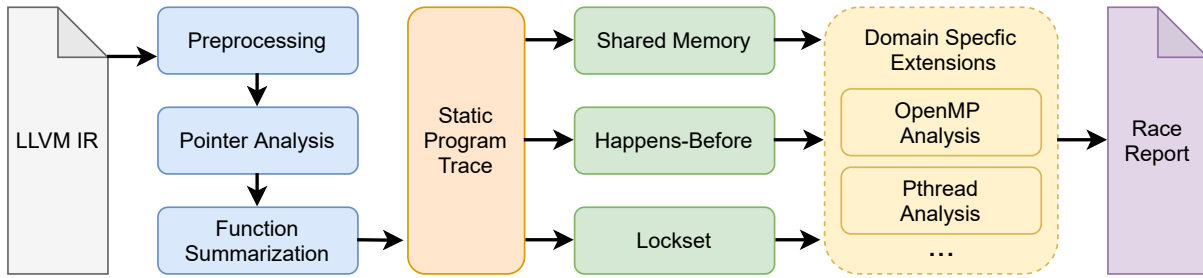 LLVM IR
Preprocessing
Pointer Analysis
Function
Summarization
Static
Program
Trace
Shared Memory
Happens-Before
Lockset
Domain Specfic
Extensions
OpenMP
Analysis
Pthread
Analysis
...
Race
Report